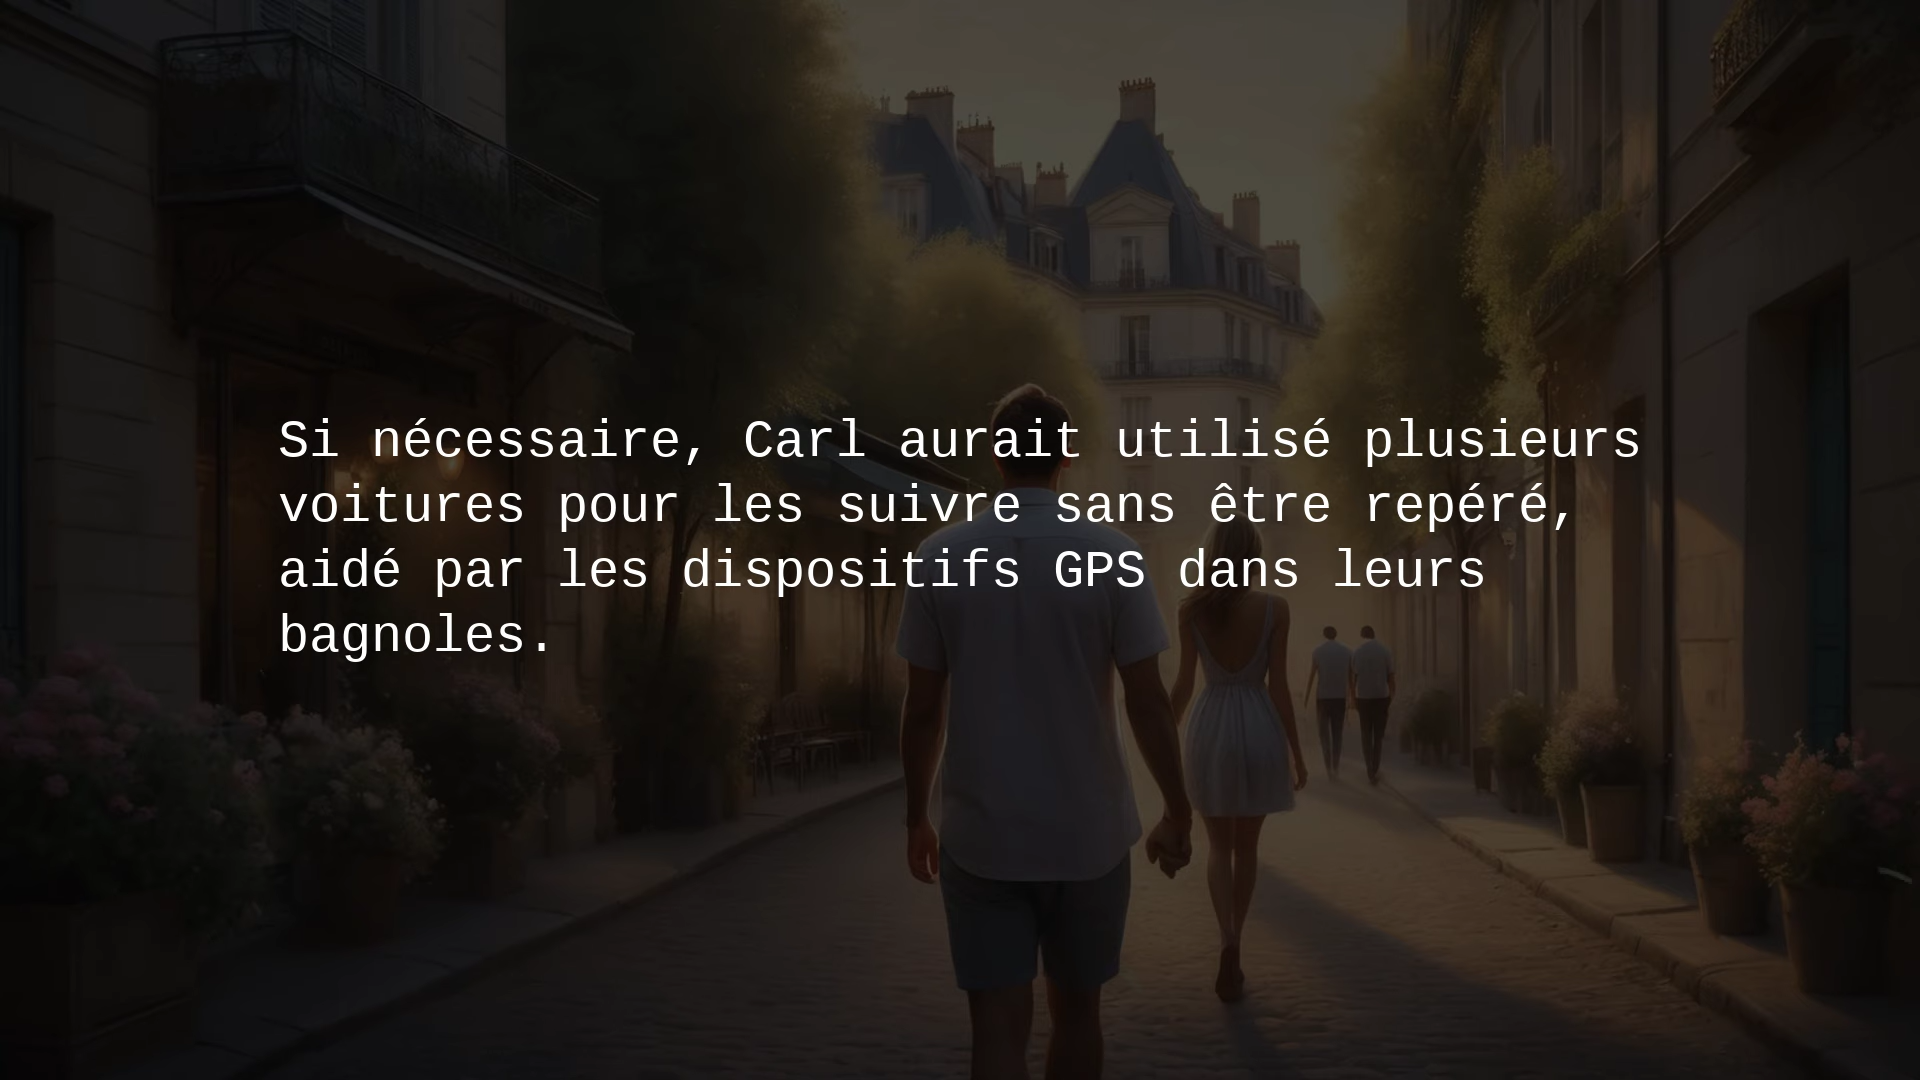 Si nécessaire, Carl aurait utilisé plusieurs
voitures pour les suivre sans être repéré,
aidé par les dispositifs GPS dans leurs
bagnoles.